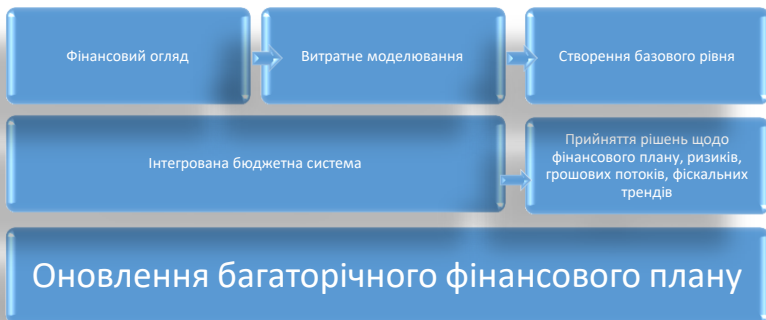 Фінансовий огляд
Витратне моделювання
Створення базового рівня
Інтегрована бюджетна система
Прийняття рішень щодо
фінансового плану, ризиків,
грошових потоків, фіскальних
трендів
Оновлення багаторічного фінансового плану